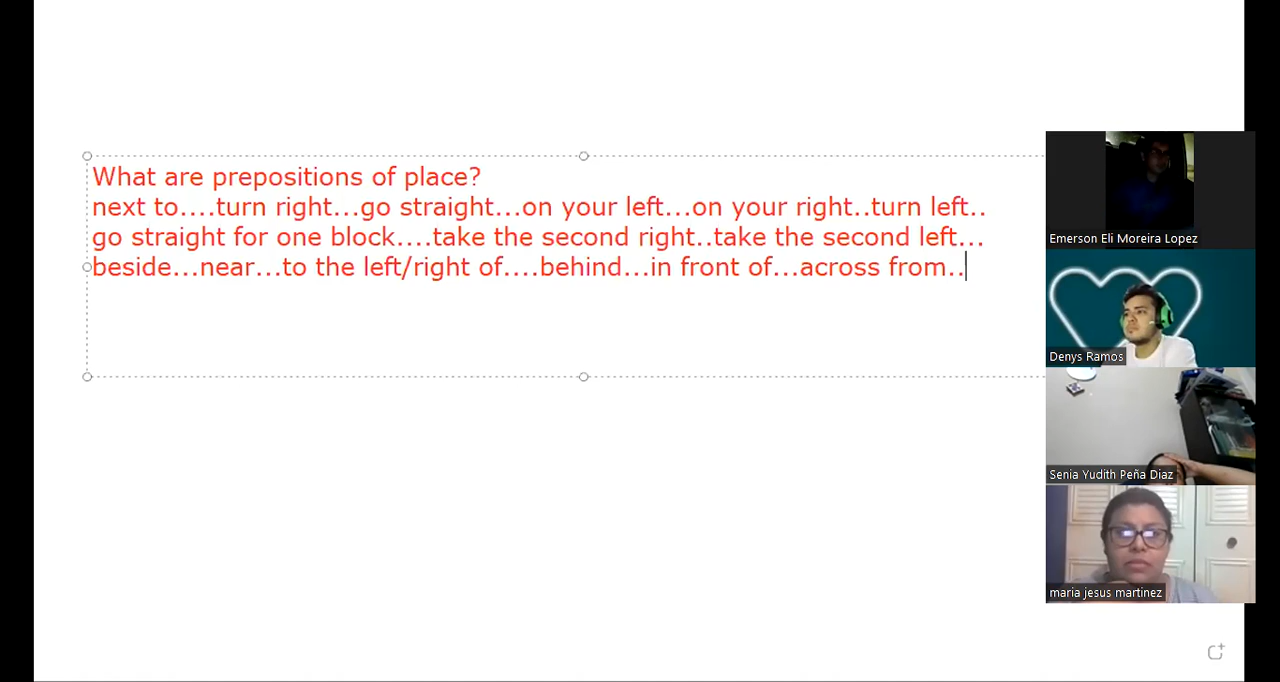 What are prepositions of place?
next to....turn right...go straight...on your left...on your right..turn left..
go straight for one block....take the second right..take the second left...
beside...near...to the left/right of....behind...in front of...across from..
Emerson Eli Moreira Lopez
Denys Ramos
Senia Yudith Peña Diaz
maria jesus martinez